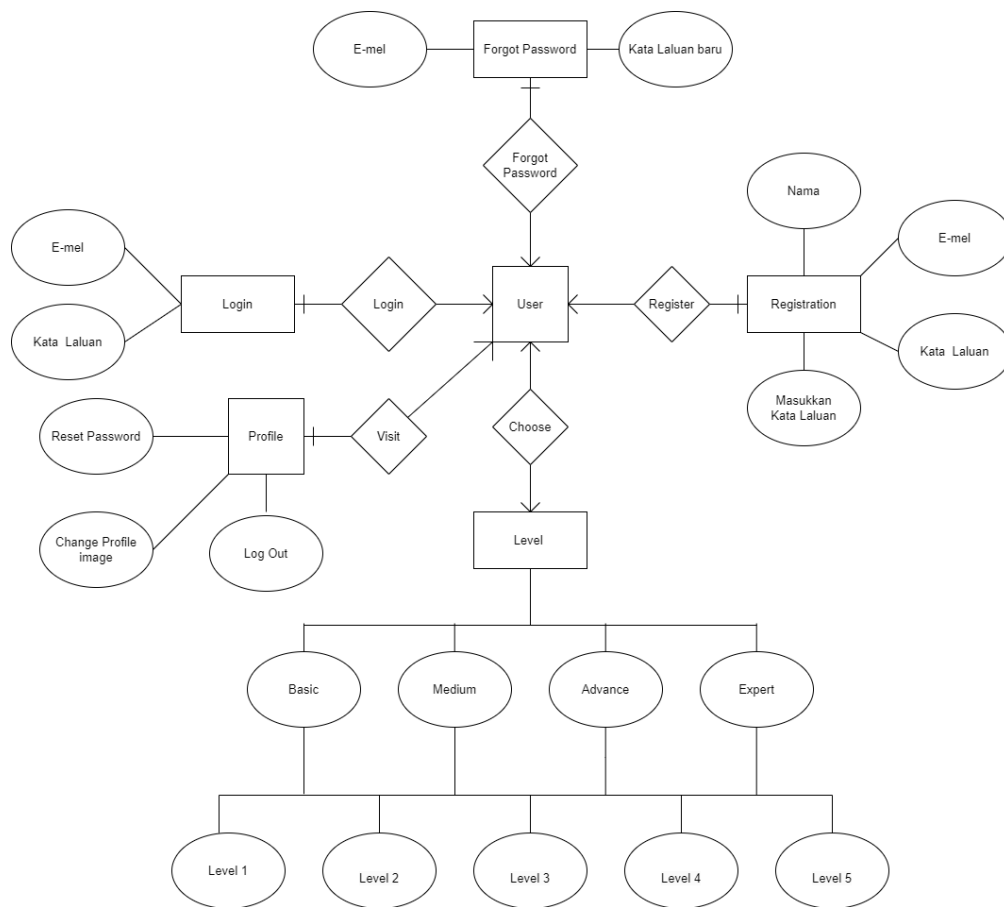 E-mel
Forgot Password
Kata Laluan baru
Forgot
Password
Nama
E-mel
E-mel
Login
Login
User
Register
Registration
Kata Laluan
Kata Laluan
Masukkan
Kata Laluan
Reset Password
Profile
Visit
Choose
Change Profile
image
Log Out
Level
Basic
Medium
Advance
Expert
Level 1
Level 2
Level 3
Level 4
Level 5